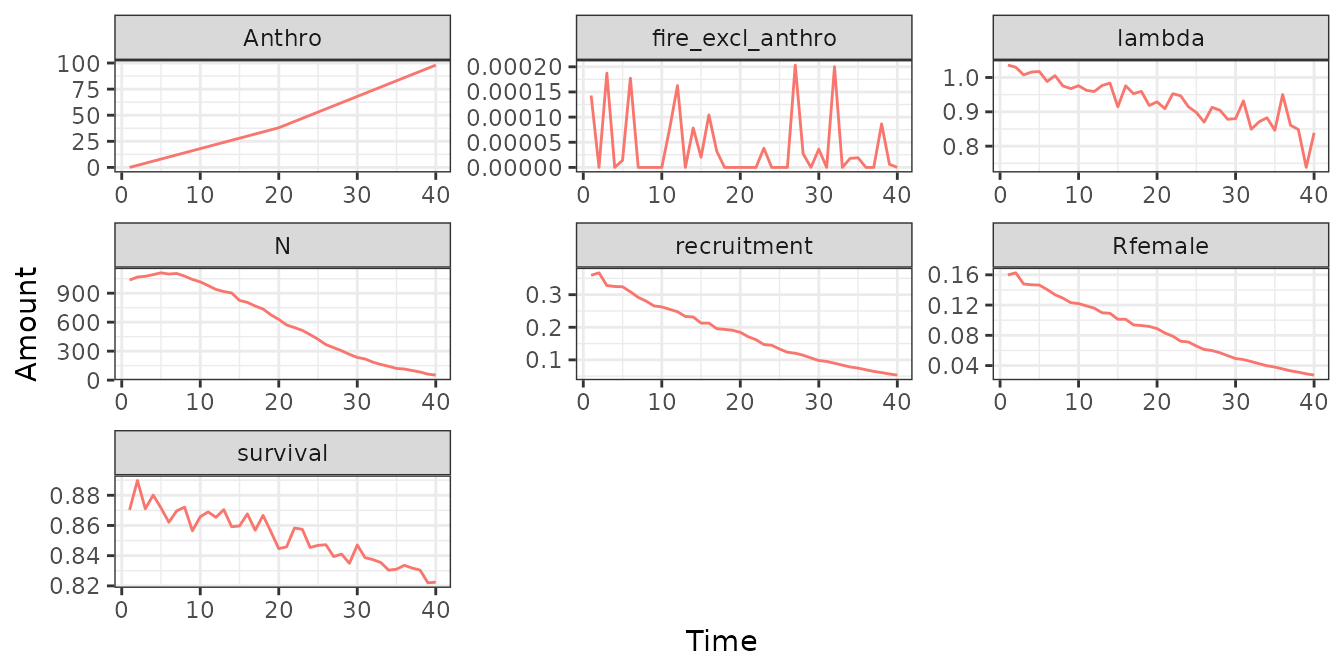 Anthro
fire_excl_anthro
lambda
100
75
50
25
0
0.00020
0.00015
0.00010
0.00005
0.00000
1.0
0.9
0.8
0 10 20 30 40
0 10 20 30 40
0 10 20 30 40
N
recruitment
Rfemale
900
600
300
0
0.3
0.2
0.1
0.16
0.12
0.08
0.04
0 10 20 30 40
0 10 20 30 40
0 10 20 30 40
survival
0.88
0.86
0.84
0.82
0 10 20 30 40
Amount
Time